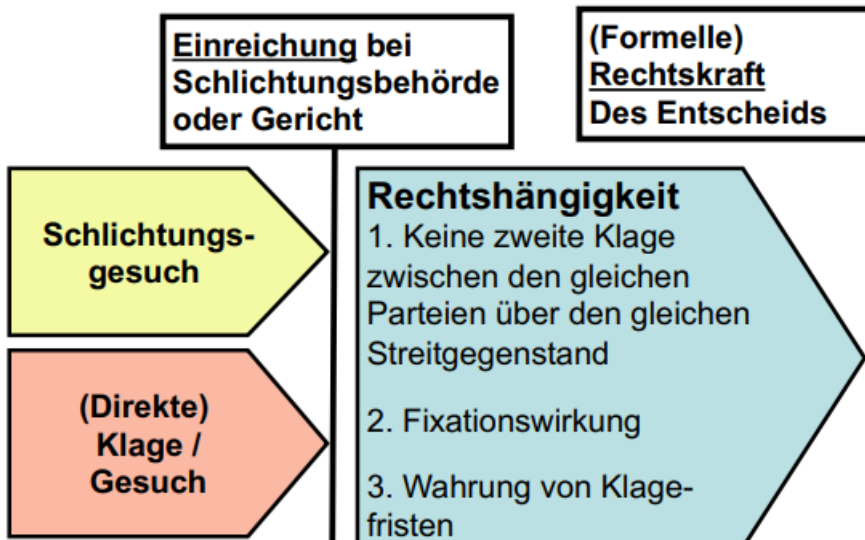 Einreichung bei
Schlichtungsbehörde
oder Gericht
(Formelle)
Rechtskraft
Des Entscheids
Schlichtungs-
gesuch
(Direkte)
Klage /
Gesuch
Rechtshängigkeit
1. Keine zweite Klage
zwischen den gleichen
Parteien über den gleichen
Streitgegenstand
2. Fixationswirkung
3. Wahrung von Klage-
fristen